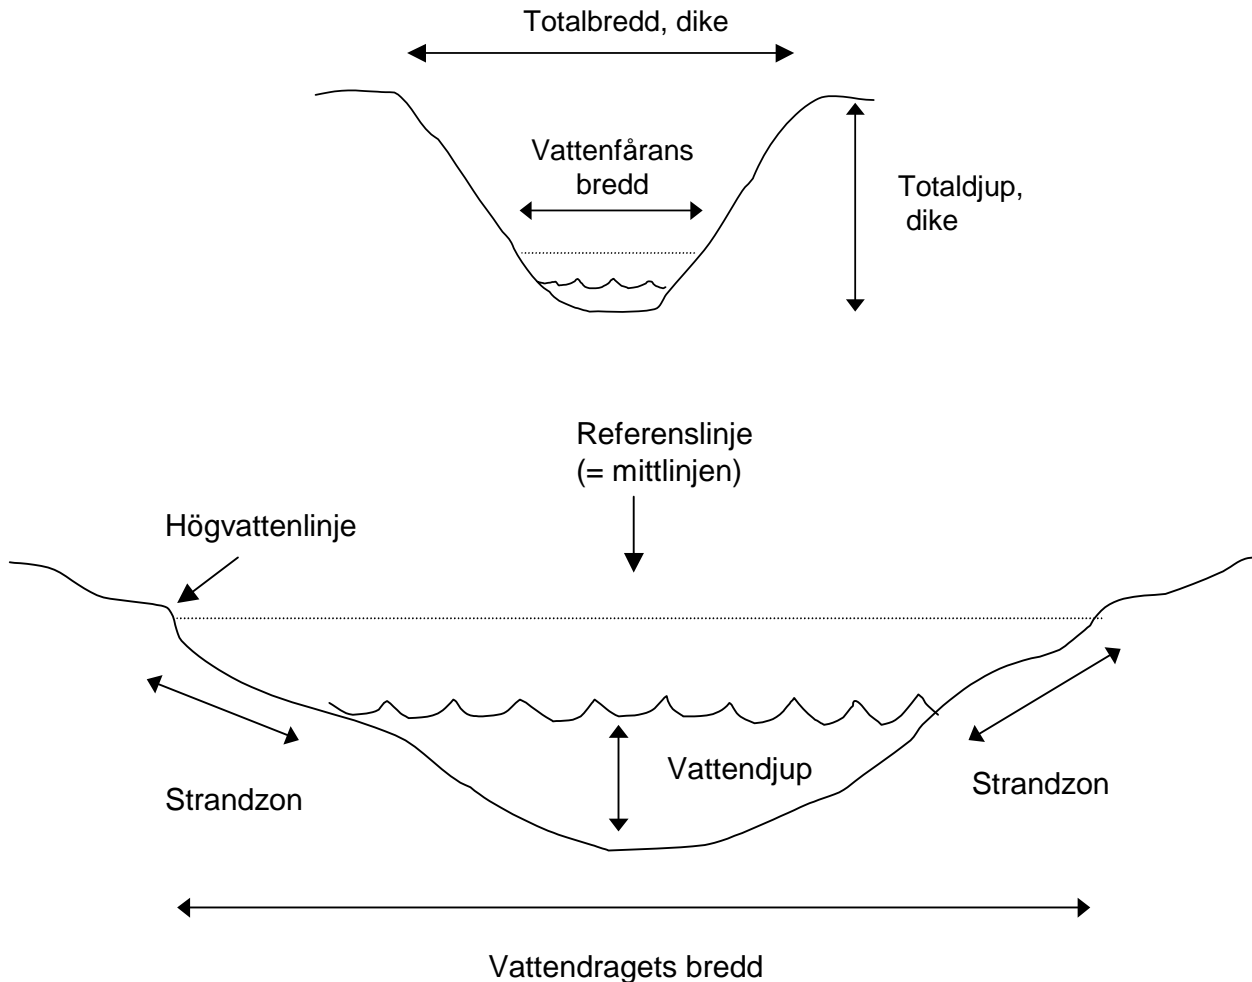 Totalbredd, dike
Vattenfårans
bredd
Totaldjup,
dike
Referenslinje
(= mittlinjen)
Högvattenlinje
Vattendjup
Strandzon
Strandzon
Vattendragets bredd